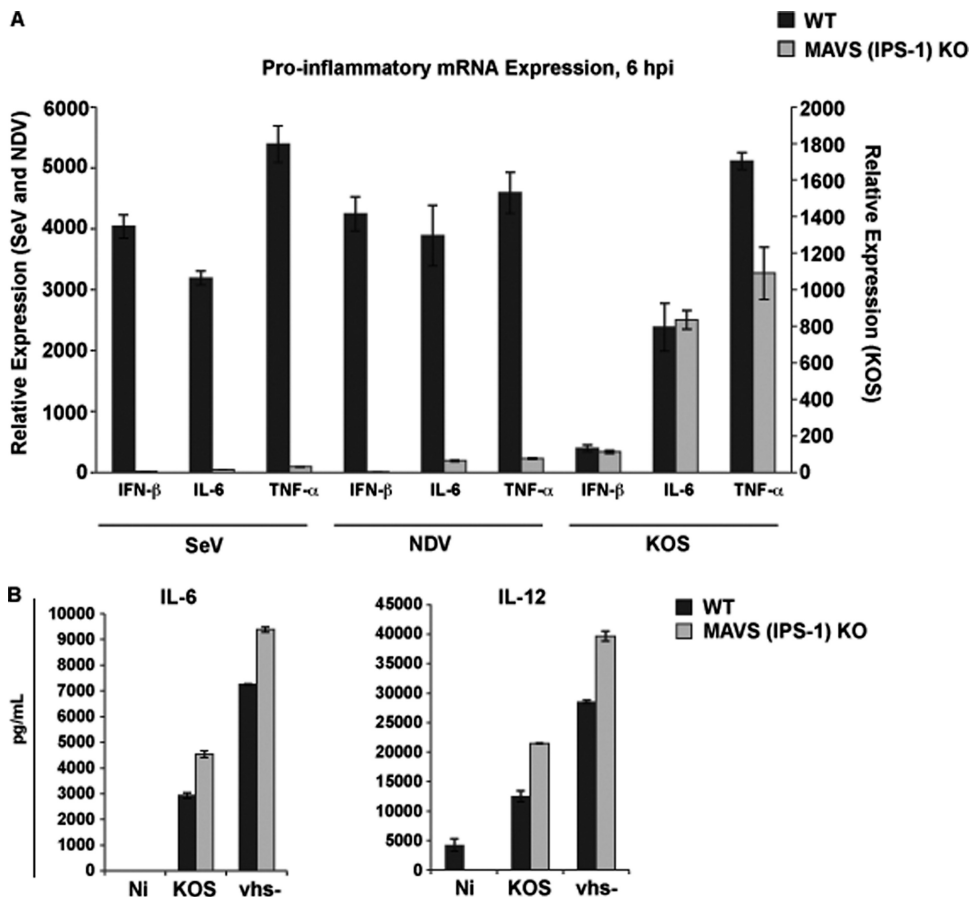 A
WT
MAVS (IPS-1) KO
Pro-inflammatory mRNA Expression, 6 hpi
Relative Expression (SeV and NDV)
6000
5000
4000
3000
2000
1000
0
2000
1800
1600
1400
1200
1000
800
600
400
200
0
Relative Expression (KOS)
IFN-β IL-6 TNF-α IFN-β IL-6 TNF-α IFN-β IL-6 TNF-α
SeV NDV KOS
B
IL-6
pg/mL
10000
9000
8000
7000
6000
5000
4000
3000
2000
1000
0
Ni KOS vhs-
IL-12
45000
40000
35000
30000
25000
20000
15000
10000
5000
0
Ni KOS vhs-
WT
MAVS (IPS-1) KO